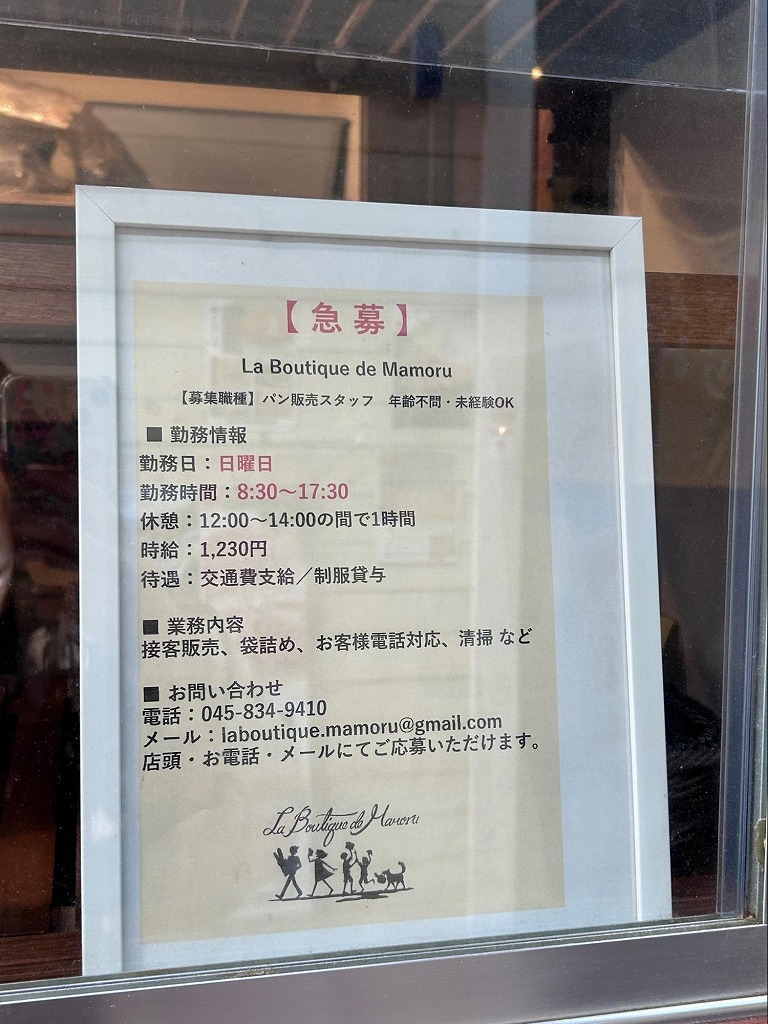 【急募】
La Boutique de Mamoru
【募集職種】パン販売スタッフ　年齢不問・未経験OK
■ 勤務情報
勤務日：日曜日
勤務時間：8:30～17:30
休憩：12:00～14:00の間で1時間
時給：1,230円
待遇：交通費支給／制服貸与
■ 業務内容
接客販売、袋詰め、お客様電話対応、清掃 など
■ お問い合わせ
電話：045-834-9410
メール：laboutique.mamoru@gmail.com
店頭・お電話・メールにてご応募いただけます。
La Boutique de Mamoru